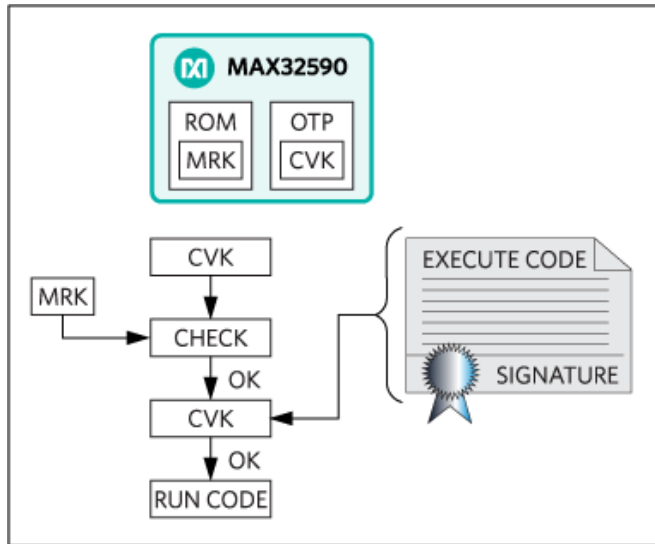 MAX32590
ROM
MRK
OTP
CVK
CVK
MRK
CHECK
OK
CVK
OK
RUN CODE
EXECUTE CODE
SIGNATURE